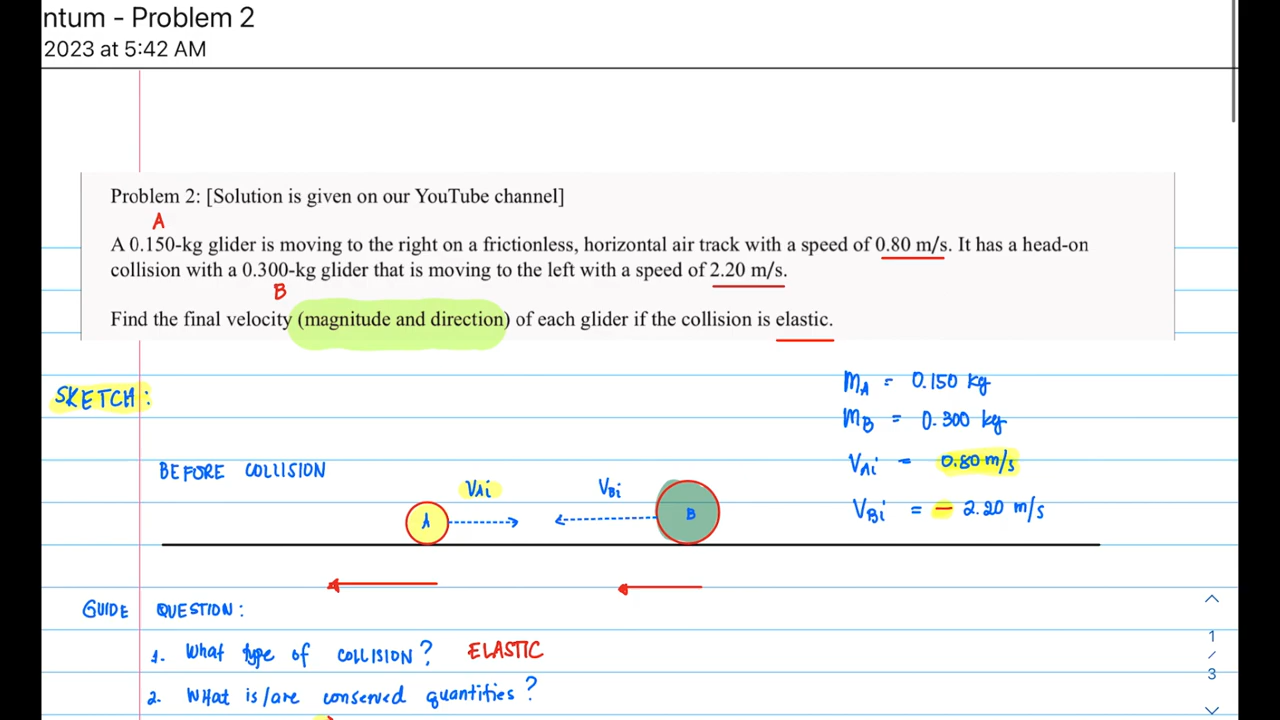 ntum - Problem 2
2023 at 5:42 AM
Problem 2: [Solution is given on our YouTube channel]
A
A 0.150-kg glider is moving to the right on a frictionless, horizontal air track with a speed of 0.80 m/s. It has a head-on
collision with a 0.300-kg glider that is moving to the left with a speed of 2.20 m/s.
B
Find the final velocity (magnitude and direction) of each glider if the collision is elastic.
SKETCH:
mA = 0.150 kg
mB = 0.300 kg
VAi = 0.80 m/s
VBi = - 2.20 m/s
BEFORE COLLISION
VAi
VBi
A
B
GUIDE QUESTION:
1. What type of COLLISION? ELASTIC
2. WHAT is/are conserved quantities?
1
/
3